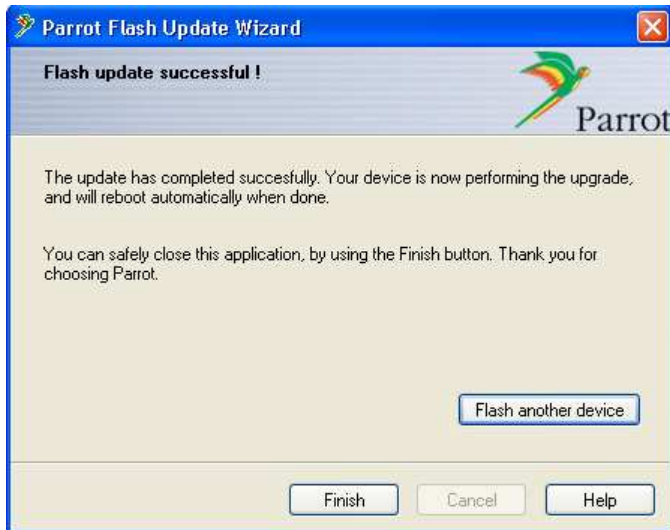 Parrot Flash Update Wizard
Flash update successful !
Parrot
The update has completed succesfully. Your device is now performing the upgrade,
and will reboot automatically when done.
You can safely close this application, by using the Finish button. Thank you for
choosing Parrot.
Flash another device
Finish
Cancel
Help